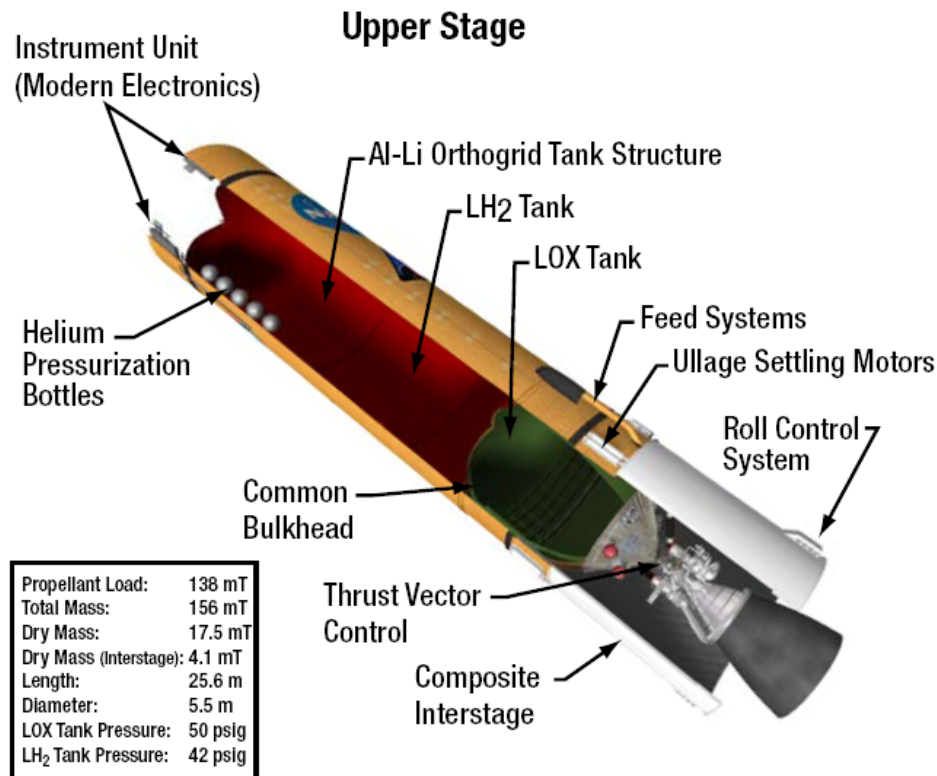 Upper Stage
Instrument Unit
(Modern Electronics)
Al-Li Orthogrid Tank Structure
LH2 Tank
LOX Tank
Feed Systems
Ullage Settling Motors
Roll Control
System
Helium
Pressurization
Bottles
Common
Bulkhead
Thrust Vector
Control
Composite
Interstage
Propellant Load: 138 mT
Total Mass: 156 mT
Dry Mass: 17.5 mT
Dry Mass (Interstage): 4.1 mT
Length: 25.6 m
Diameter: 5.5 m
LOX Tank Pressure: 50 psig
LH2 Tank Pressure: 42 psig